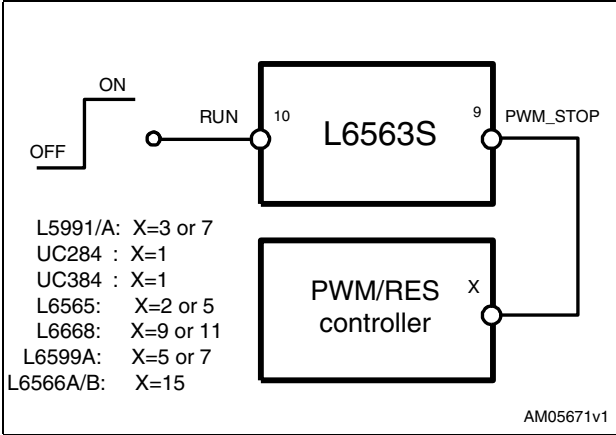 ON
OFF
RUN
10
L6563S
9
PWM_STOP
L5991/A: X=3 or 7
UC284 : X=1
UC384 : X=1
L6565: X=2 or 5
L6668: X=9 or 11
L6599A: X=5 or 7
L6566A/B: X=15
PWM/RES
controller
X
AM05671v1